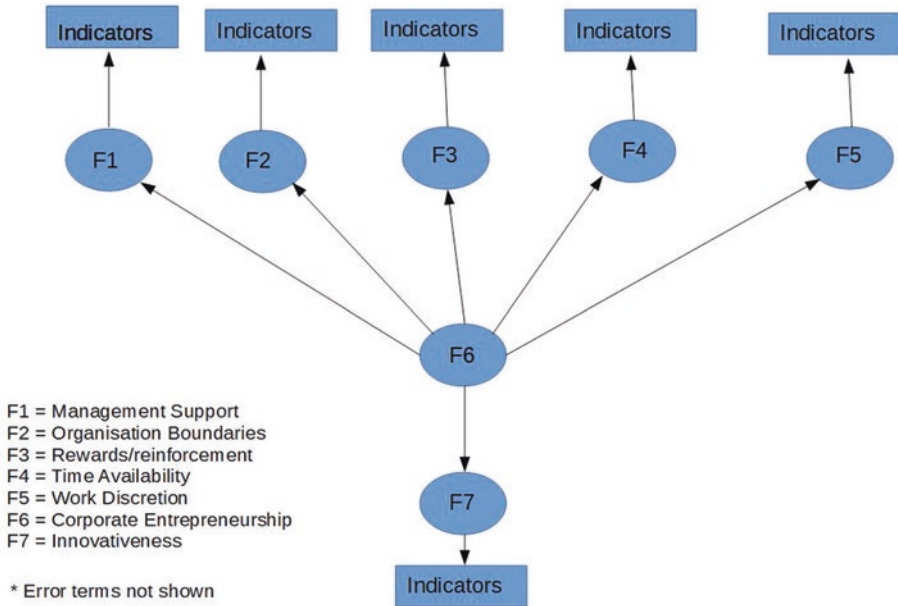 Indicators
Indicators
Indicators
Indicators
Indicators
F1
F2
F3
F4
F5
F6
F1 = Management Support
F2 = Organisation Boundaries
F3 = Rewards/reinforcement
F4 = Time Availability
F5 = Work Discretion
F6 = Corporate Entrepreneurship
F7 = Innovativeness
F7
Indicators
* Error terms not shown